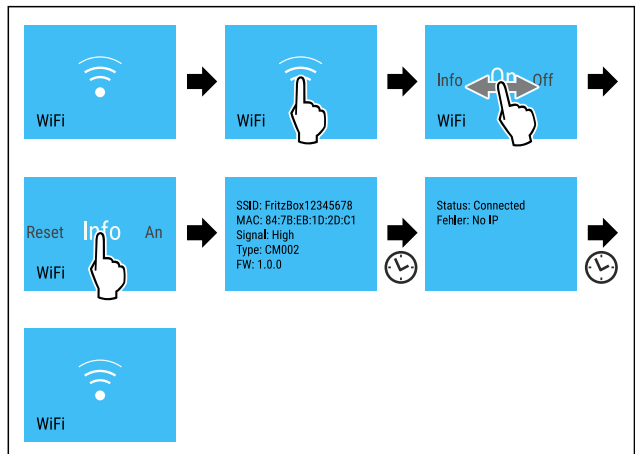 WiFi
WiFi
Info On Off
WiFi
Reset Info An
WiFi
SSID: FritzBox12345678
MAC: 84:7B:EB:1D:2D:C1
Signal: High
Type: CM002
FW: 1.0.0
Status: Connected
Fehler: No IP
WiFi